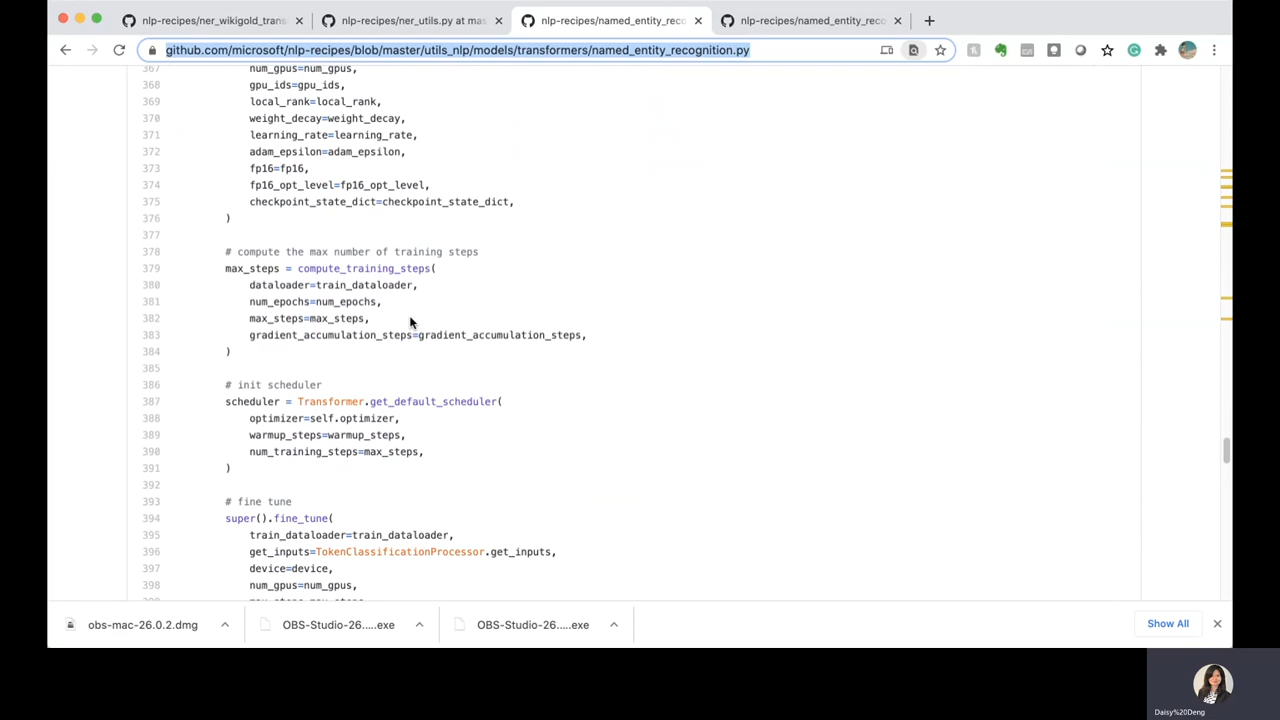 nlp-recipes/ner_wikigold_trans
nlp-recipes/ner_utils.py at mas
nlp-recipes/named_entity_reco
nlp-recipes/named_entity_reco
github.com/microsoft/nlp-recipes/blob/master/utils_nlp/models/transformers/named_entity_recognition.py
367 num_gpus=num_gpus,
368 gpu_ids=gpu_ids,
369 local_rank=local_rank,
370 weight_decay=weight_decay,
371 learning_rate=learning_rate,
372 adam_epsilon=adam_epsilon,
373 fp16=fp16,
374 fp16_opt_level=fp16_opt_level,
375 checkpoint_state_dict=checkpoint_state_dict,
376 )
377
378 # compute the max number of training steps
379 max_steps = compute_training_steps(
380 dataloader=train_dataloader,
381 num_epochs=num_epochs,
382 max_steps=max_steps,
383 gradient_accumulation_steps=gradient_accumulation_steps,
384 )
385
386 # init scheduler
387 scheduler = Transformer.get_default_scheduler(
388 optimizer=self.optimizer,
389 warmup_steps=warmup_steps,
390 num_training_steps=max_steps,
391 )
392
393 # fine tune
394 super().fine_tune(
395 train_dataloader=train_dataloader,
396 get_inputs=TokenClassificationProcessor.get_inputs,
397 device=device,
398 num_gpus=num_gpus,
obs-mac-26.0.2.dmg
OBS-Studio-26.....exe
OBS-Studio-26.....exe
Show All
Daisy%20Deng